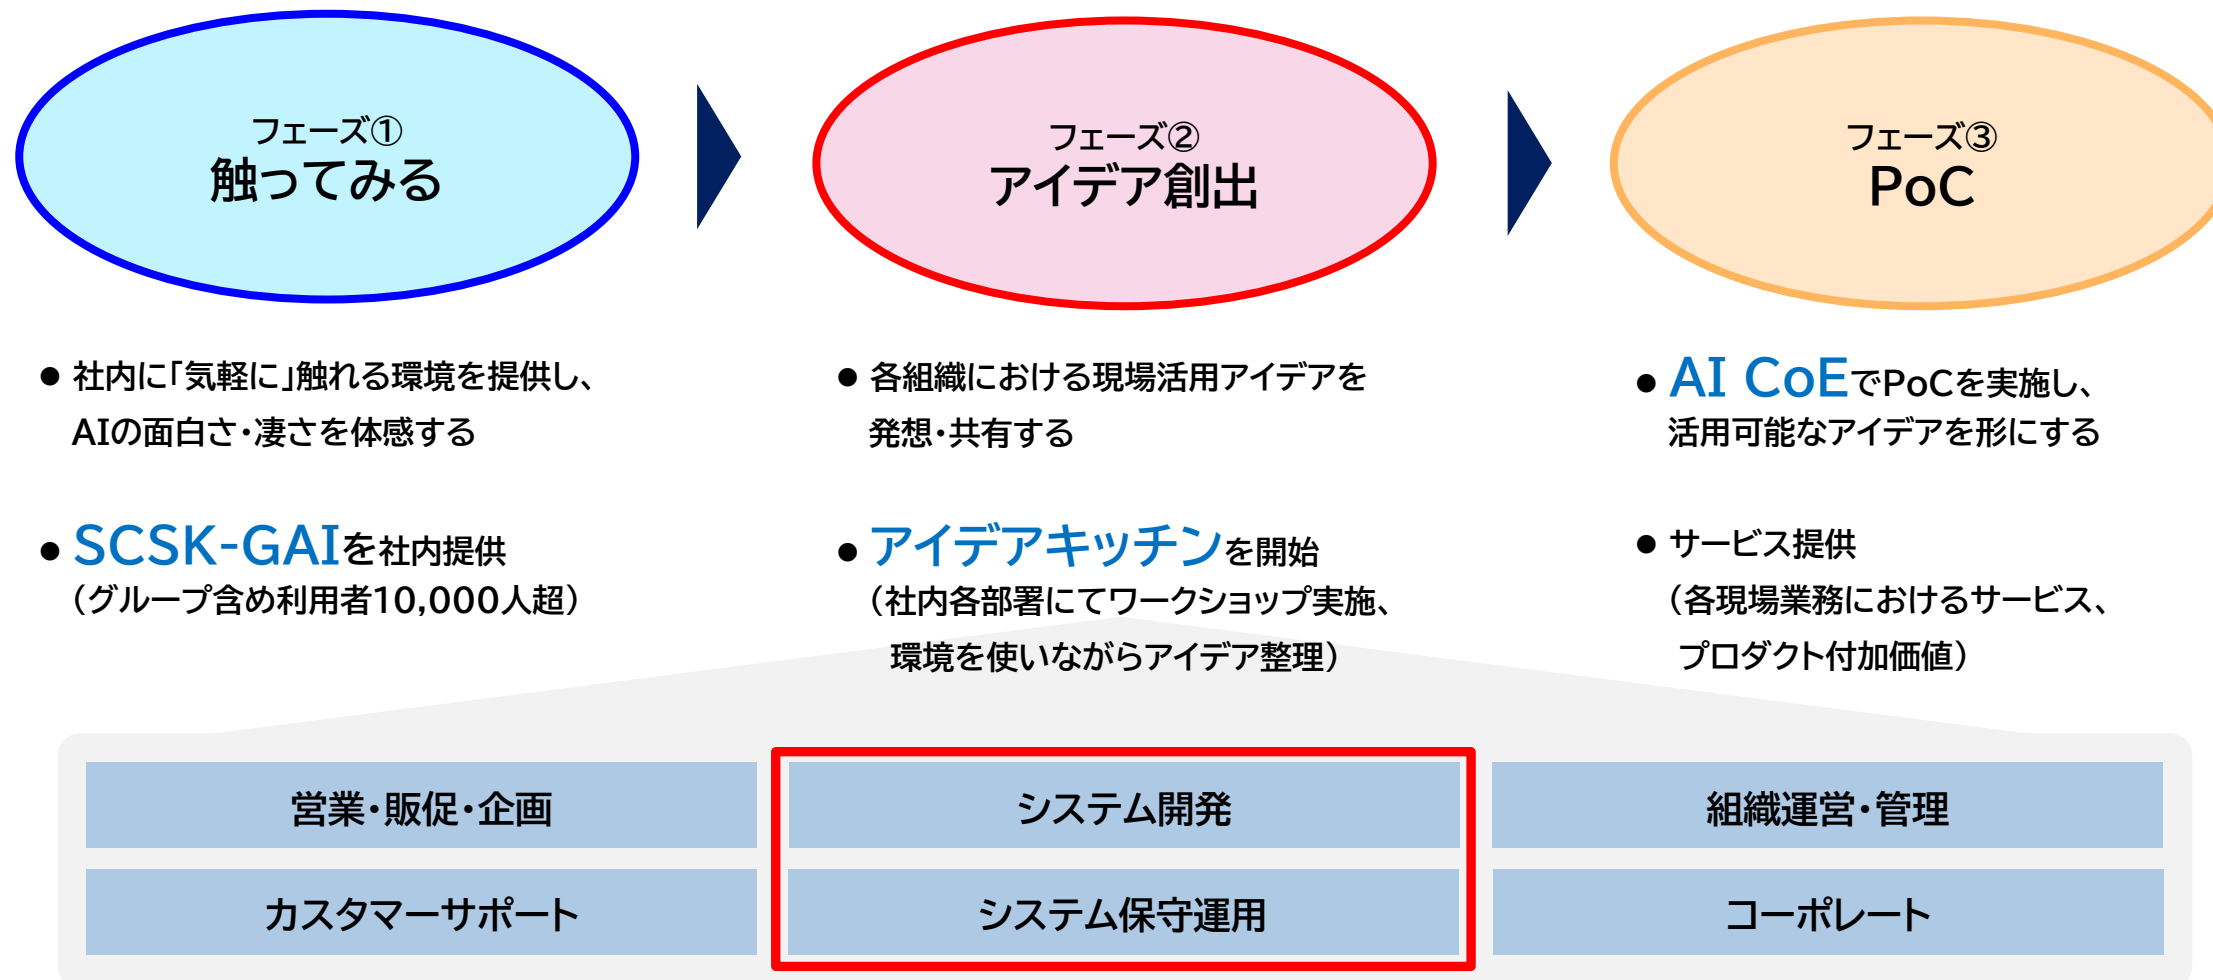 フェーズ①
触ってみる
フェーズ②
アイデア創出
フェーズ③
PoC
● 社内に「気軽に」触れる環境を提供し、
AIの面白さ・凄さを体感する
● SCSK-GAIを社内提供
（グループ含め利用者10,000人超）
● 各組織における現場活用アイデアを
発想・共有する
● アイデアキッチンを開始
（社内各部署にてワークショップ実施、
環境を使いながらアイデア整理）
● AI CoEでPoCを実施し、
活用可能なアイデアを形にする
● サービス提供
（各現場業務におけるサービス、
プロダクト付加価値）
営業・販促・企画
システム開発
組織運営・管理
カスタマーサポート
システム保守運用
コーポレート